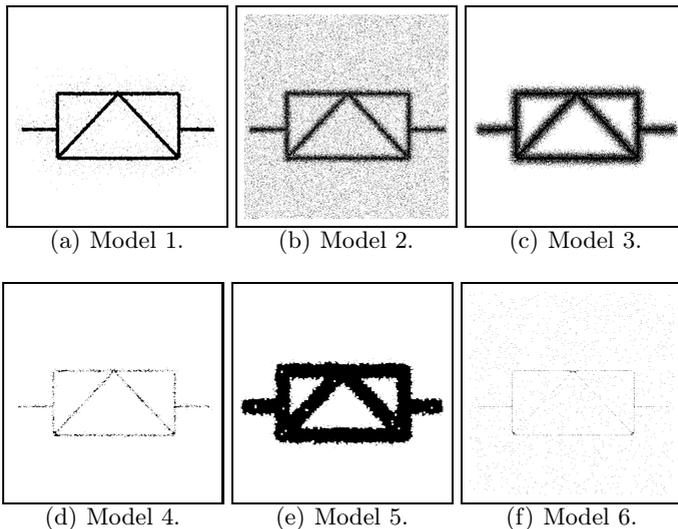 (a) Model 1.
(b) Model 2.
(c) Model 3.
(d) Model 4.
(e) Model 5.
(f) Model 6.